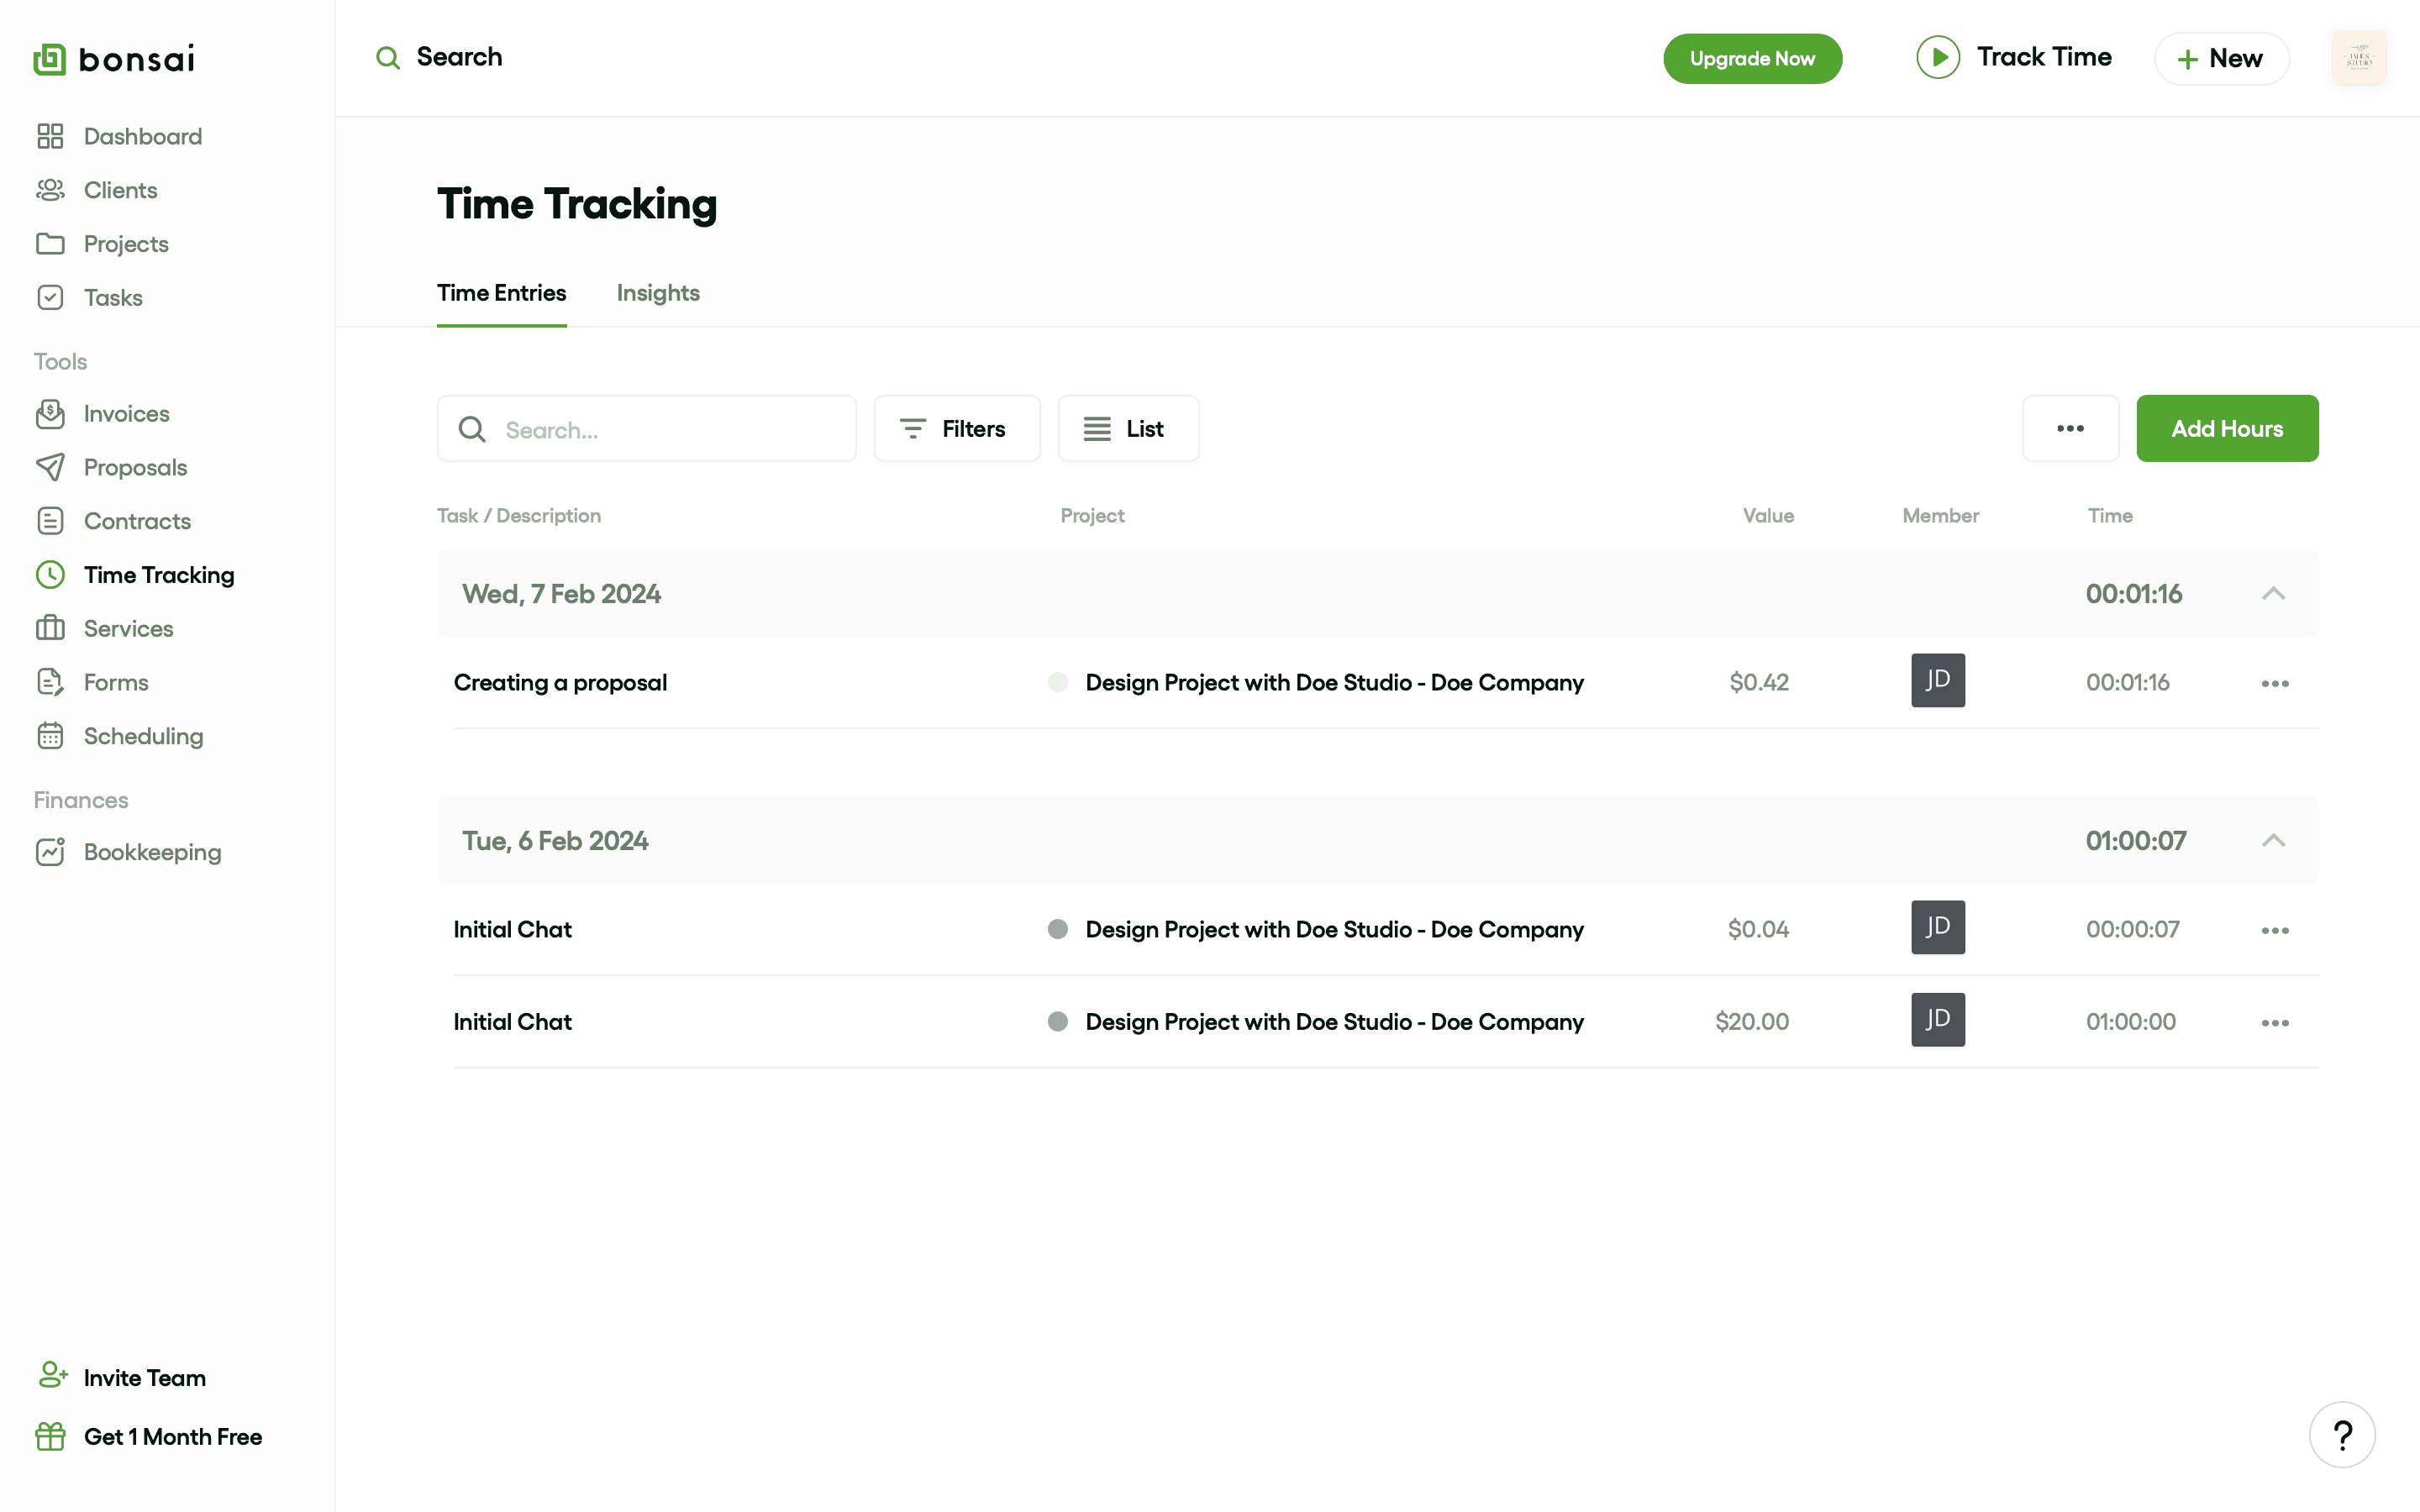 bonsai
Search
Upgrade Now
Track Time
New
Dashboard
Clients
Projects
Tasks
Tools
Invoices
Proposals
Contracts
Time Tracking
Services
Forms
Scheduling
Finances
Bookkeeping
Invite Team
Get 1 Month Free
Time Tracking
Time Entries Insights
Search... Filters List ••• Add Hours
Task / Description Project Value Member Time
Wed, 7 Feb 2024 00:01:16
Creating a proposal Design Project with Doe Studio - Doe Company $0.42 JD 00:01:16
Tue, 6 Feb 2024 01:00:07
Initial Chat Design Project with Doe Studio - Doe Company $0.04 JD 00:00:07
Initial Chat Design Project with Doe Studio - Doe Company $20.00 JD 01:00:00
?